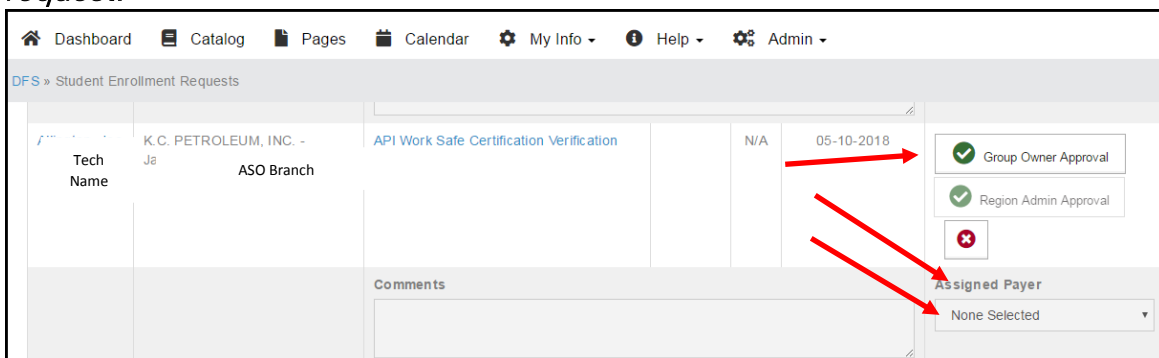 Dashboard Catalog Pages Calendar My Info Help Admin
DFS » Student Enrollment Requests
K.C. PETROLEUM, INC. - API Work Safe Certification Verification N/A 05-10-2018
Tech Name
ASO Branch
Group Owner Approval
Region Admin Approval
Comments Assigned Payer
None Selected